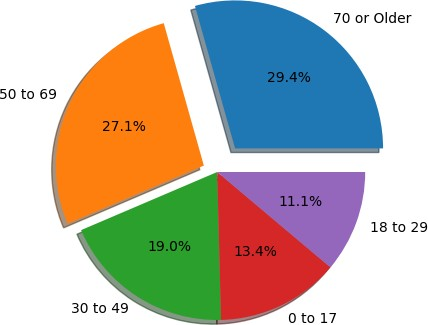 70 or Older
29.4%
50 to 69
27.1%
11.1%
18 to 29
19.0%
13.4%
30 to 49
0 to 17